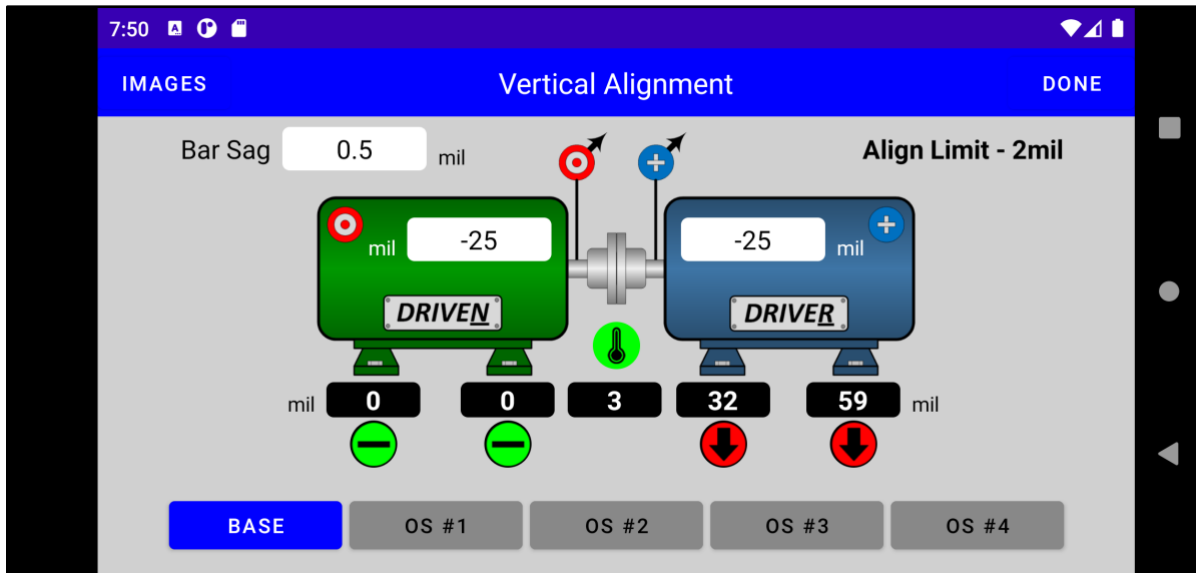 7:50
IMAGES Vertical Alignment DONE
Bar Sag 0.5 mil Align Limit - 2mil
mil -25 -25 mil
DRIVEN DRIVER
mil 0 0 3 32 59 mil
BASE OS #1 OS #2 OS #3 OS #4